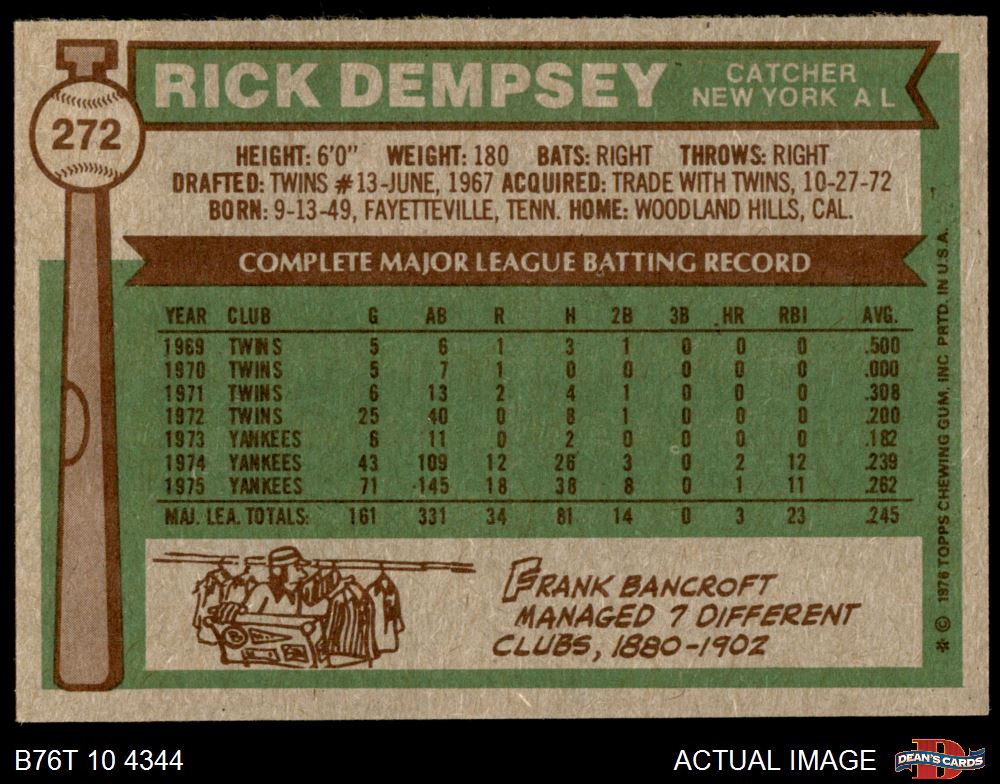 272
RICK DEMPSEY
CATCHER
NEW YORK A L
HEIGHT: 6'0" WEIGHT: 180 BATS: RIGHT THROWS: RIGHT
DRAFTED: TWINS #13-JUNE, 1967 ACQUIRED: TRADE WITH TWINS, 10-27-72
BORN: 9-13-49, FAYETTEVILLE, TENN. HOME: WOODLAND HILLS, CAL.
COMPLETE MAJOR LEAGUE BATTING RECORD
YEAR CLUB G AB R H 2B 3B HR RBI AVG.
1969 TWINS 5 6 1 3 1 0 0 0 .500
1970 TWINS 5 7 1 0 0 0 0 0 .000
1971 TWINS 6 13 2 4 1 0 0 0 .308
1972 TWINS 25 40 0 8 1 0 0 0 .200
1973 YANKEES 6 11 0 2 0 0 0 0 .182
1974 YANKEES 43 109 12 26 3 0 2 12 .239
1975 YANKEES 71 145 18 38 8 0 1 11 .262
MAJ. LEA. TOTALS: 161 331 34 81 14 0 3 23 .245
FRANK BANCROFT
MANAGED 7 DIFFERENT
CLUBS, 1880-1902
* © 1976 TOPPS CHEWING GUM, INC. PRTD. IN U.S.A.
B76T 10 4344
ACTUAL IMAGE
DEAN'S CARDS